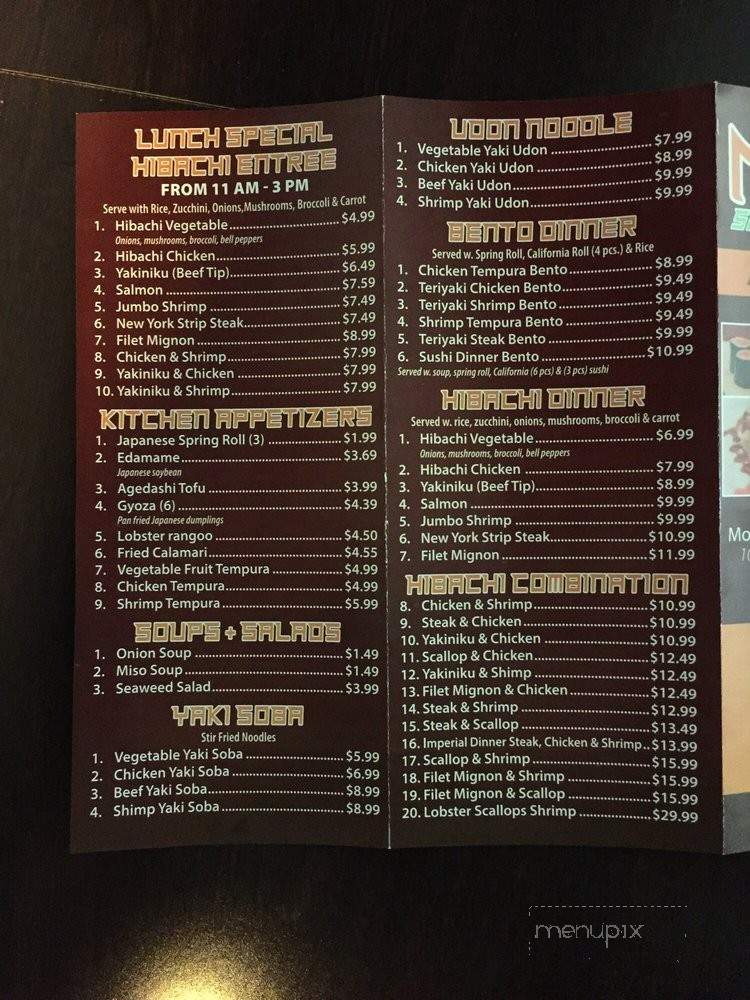 LUNCH SPECIAL
HIBACHI ENTREE
FROM 11 AM - 3 PM
Serve with Rice, Zucchini, Onions,Mushrooms, Broccoli & Carrot
1. Hibachi Vegetable $4.99
Onions, mushrooms, broccoli, bell peppers
2. Hibachi Chicken $5.99
3. Yakiniku (Beef Tip) $6.49
4. Salmon $7.59
5. Jumbo Shrimp $7.49
6. New York Strip Steak $7.49
7. Filet Mignon $8.99
8. Chicken & Shrimp $7.99
9. Yakiniku & Chicken $7.99
10. Yakiniku & Shrimp $7.99
KITCHEN APPETIZERS
1. Japanese Spring Roll (3) $1.99
2. Edamame $3.69
Japanese soybean
3. Agedashi Tofu $3.99
4. Gyoza (6) $4.39
Pan fried Japanese dumplings
5. Lobster rangoo $4.50
6. Fried Calamari $4.55
7. Vegetable Fruit Tempura $4.99
8. Chicken Tempura $4.99
9. Shrimp Tempura $5.99
SOUPS + SALADS
1. Onion Soup $1.49
2. Miso Soup $1.49
3. Seaweed Salad $3.99
YAKI SOBA
Stir Fried Noodles
1. Vegetable Yaki Soba $5.99
2. Chicken Yaki Soba $6.99
3. Beef Yaki Soba $8.99
4. Shimp Yaki Soba $8.99
UDON NOODLE
1. Vegetable Yaki Udon $7.99
2. Chicken Yaki Udon $8.99
3. Beef Yaki Udon $9.99
4. Shrimp Yaki Udon $9.99
BENTO DINNER
Served w. Spring Roll, California Roll (4 pcs.) & Rice
1. Chicken Tempura Bento $8.99
2. Teriyaki Chicken Bento $9.49
3. Teriyaki Shrimp Bento $9.49
4. Shrimp Tempura Bento $9.49
5. Teriyaki Steak Bento $9.99
6. Sushi Dinner Bento $10.99
Served w. soup, spring roll, California (6 pcs) & (3 pcs) sushi
HIBACHI DINNER
Served w. rice, zucchini, onions, mushrooms, broccoli & carrot
1. Hibachi Vegetable $6.99
Onions, mushrooms, broccoli, bell peppers
2. Hibachi Chicken $7.99
3. Yakiniku (Beef Tip) $8.99
4. Salmon $9.99
5. Jumbo Shrimp $9.99
6. New York Strip Steak $10.99
7. Filet Mignon $11.99
HIBACHI COMBINATION
8. Chicken & Shrimp $10.99
9. Steak & Chicken $10.99
10. Yakiniku & Chicken $10.99
11. Scallop & Chicken $12.49
12. Yakiniku & Shimp $12.49
13. Filet Mignon & Chicken $12.49
14. Steak & Shrimp $12.99
15. Steak & Scallop $13.49
16. Imperial Dinner Steak, Chicken & Shrimp $13.99
17. Scallop & Shrimp $15.99
18. Filet Mignon & Shrimp $15.99
19. Filet Mignon & Scallop $15.99
20. Lobster Scallops Shrimp $29.99
Mo
menupix